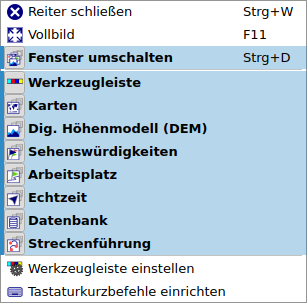 Reiter schließen Strg+W
Vollbild F11
Fenster umschalten Strg+D
Werkzeugleiste
Karten
Dig. Höhenmodell (DEM)
Sehenswürdigkeiten
Arbeitsplatz
Echtzeit
Datenbank
Streckenführung
Werkzeugleiste einstellen
Tastaturkurzbefehle einrichten